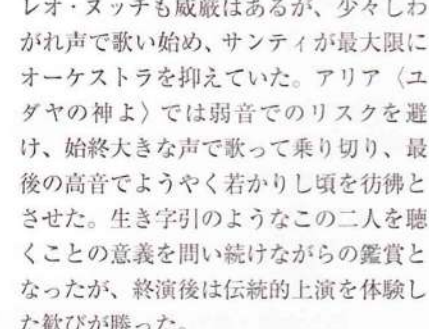 レオ・ヌッチも威厳はあるが、少々しわ
がれ声で歌い始め、サンティが最大限に
オーケストラを抑えていた。アリア〈ユ
ダヤの神よ〉では弱音でのリスクを避
け、始終大きな声で歌って乗り切り、最
後の高音でようやく若かりし頃を彷彿と
させた。生き字引のようなこの二人を聴
くことの意義を問い続けながらの鑑賞と
なったが、終演後は伝統的上演を体験し
た歓びが勝った。